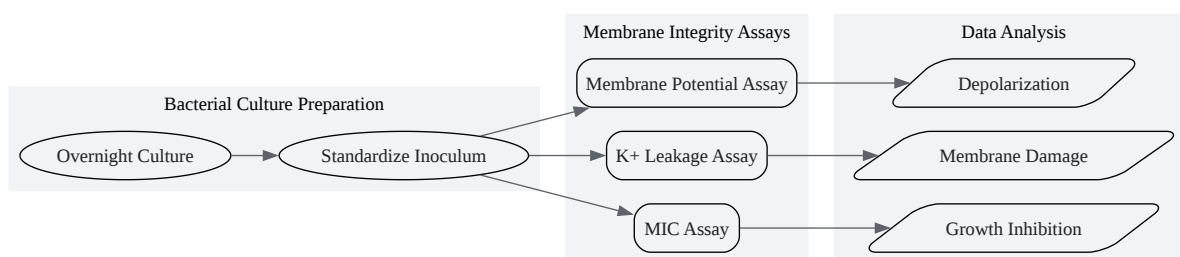 Bacterial Culture Preparation
Overnight Culture
Standardize Inoculum
Membrane Integrity Assays
Membrane Potential Assay
K+ Leakage Assay
MIC Assay
Data Analysis
Depolarization
Membrane Damage
Growth Inhibition